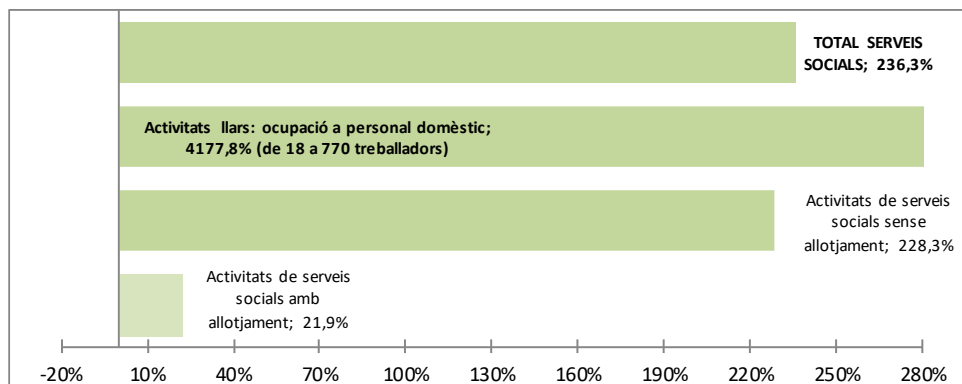 TOTAL SERVEIS
SOCIALS; 236,3%
Activitats llars: ocupació a personal domèstic;
4177,8% (de 18 a 770 treballadors)
Activitats de serveis
socials sense
allotjament; 228,3%
Activitats de serveis
socials amb
allotjament; 21,9%
-20% 10% 40% 70% 100% 130% 160% 190% 220% 250% 280%